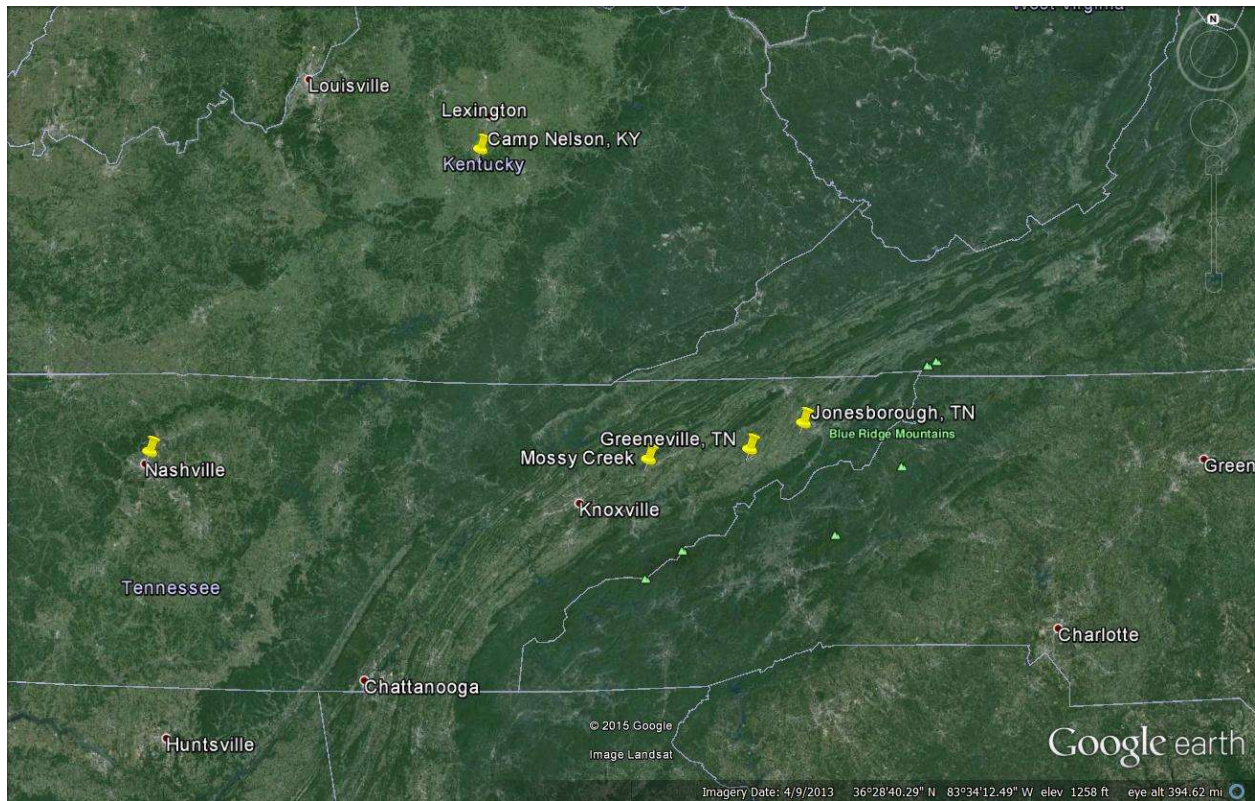 West Virginia
N
Louisville
Lexington
Camp Nelson, KY
Kentucky
Jonesborough, TN
Blue Ridge Mountains
Greeneville, TN
Mossy Creek
Nashville
Green
Knoxville
Tennessee
Charlotte
Chattanooga
© 2015 Google
Huntsville
Image Landsat
Google earth
Imagery Date: 4/9/2013 36°28'40.29" N 83°34'12.49" W elev 1258 ft eye alt 394.62 mi